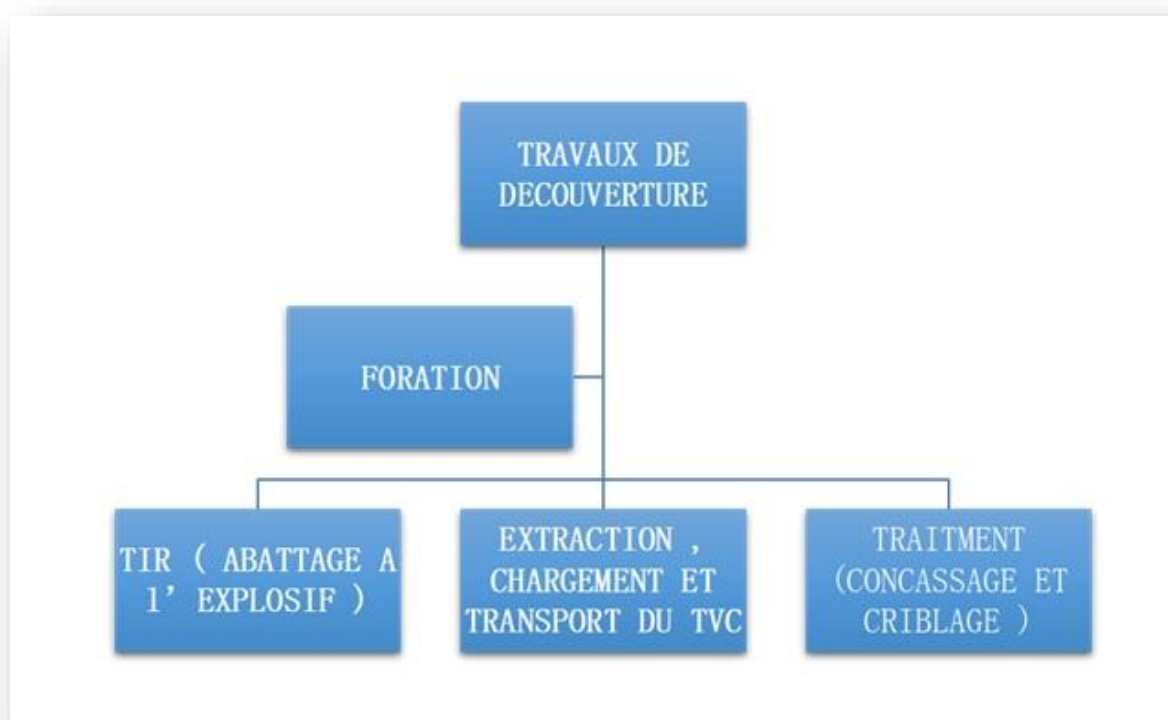 TRAVAUX DE
DECOUVERTURE
FORATION
TIR ( ABATTAGE A
l' EXPLOSIF )
EXTRACTION ,
CHARGEMENT ET
TRANSPORT DU TVC
TRAITMENT
(CONCASSAGE ET
CRIBLAGE )